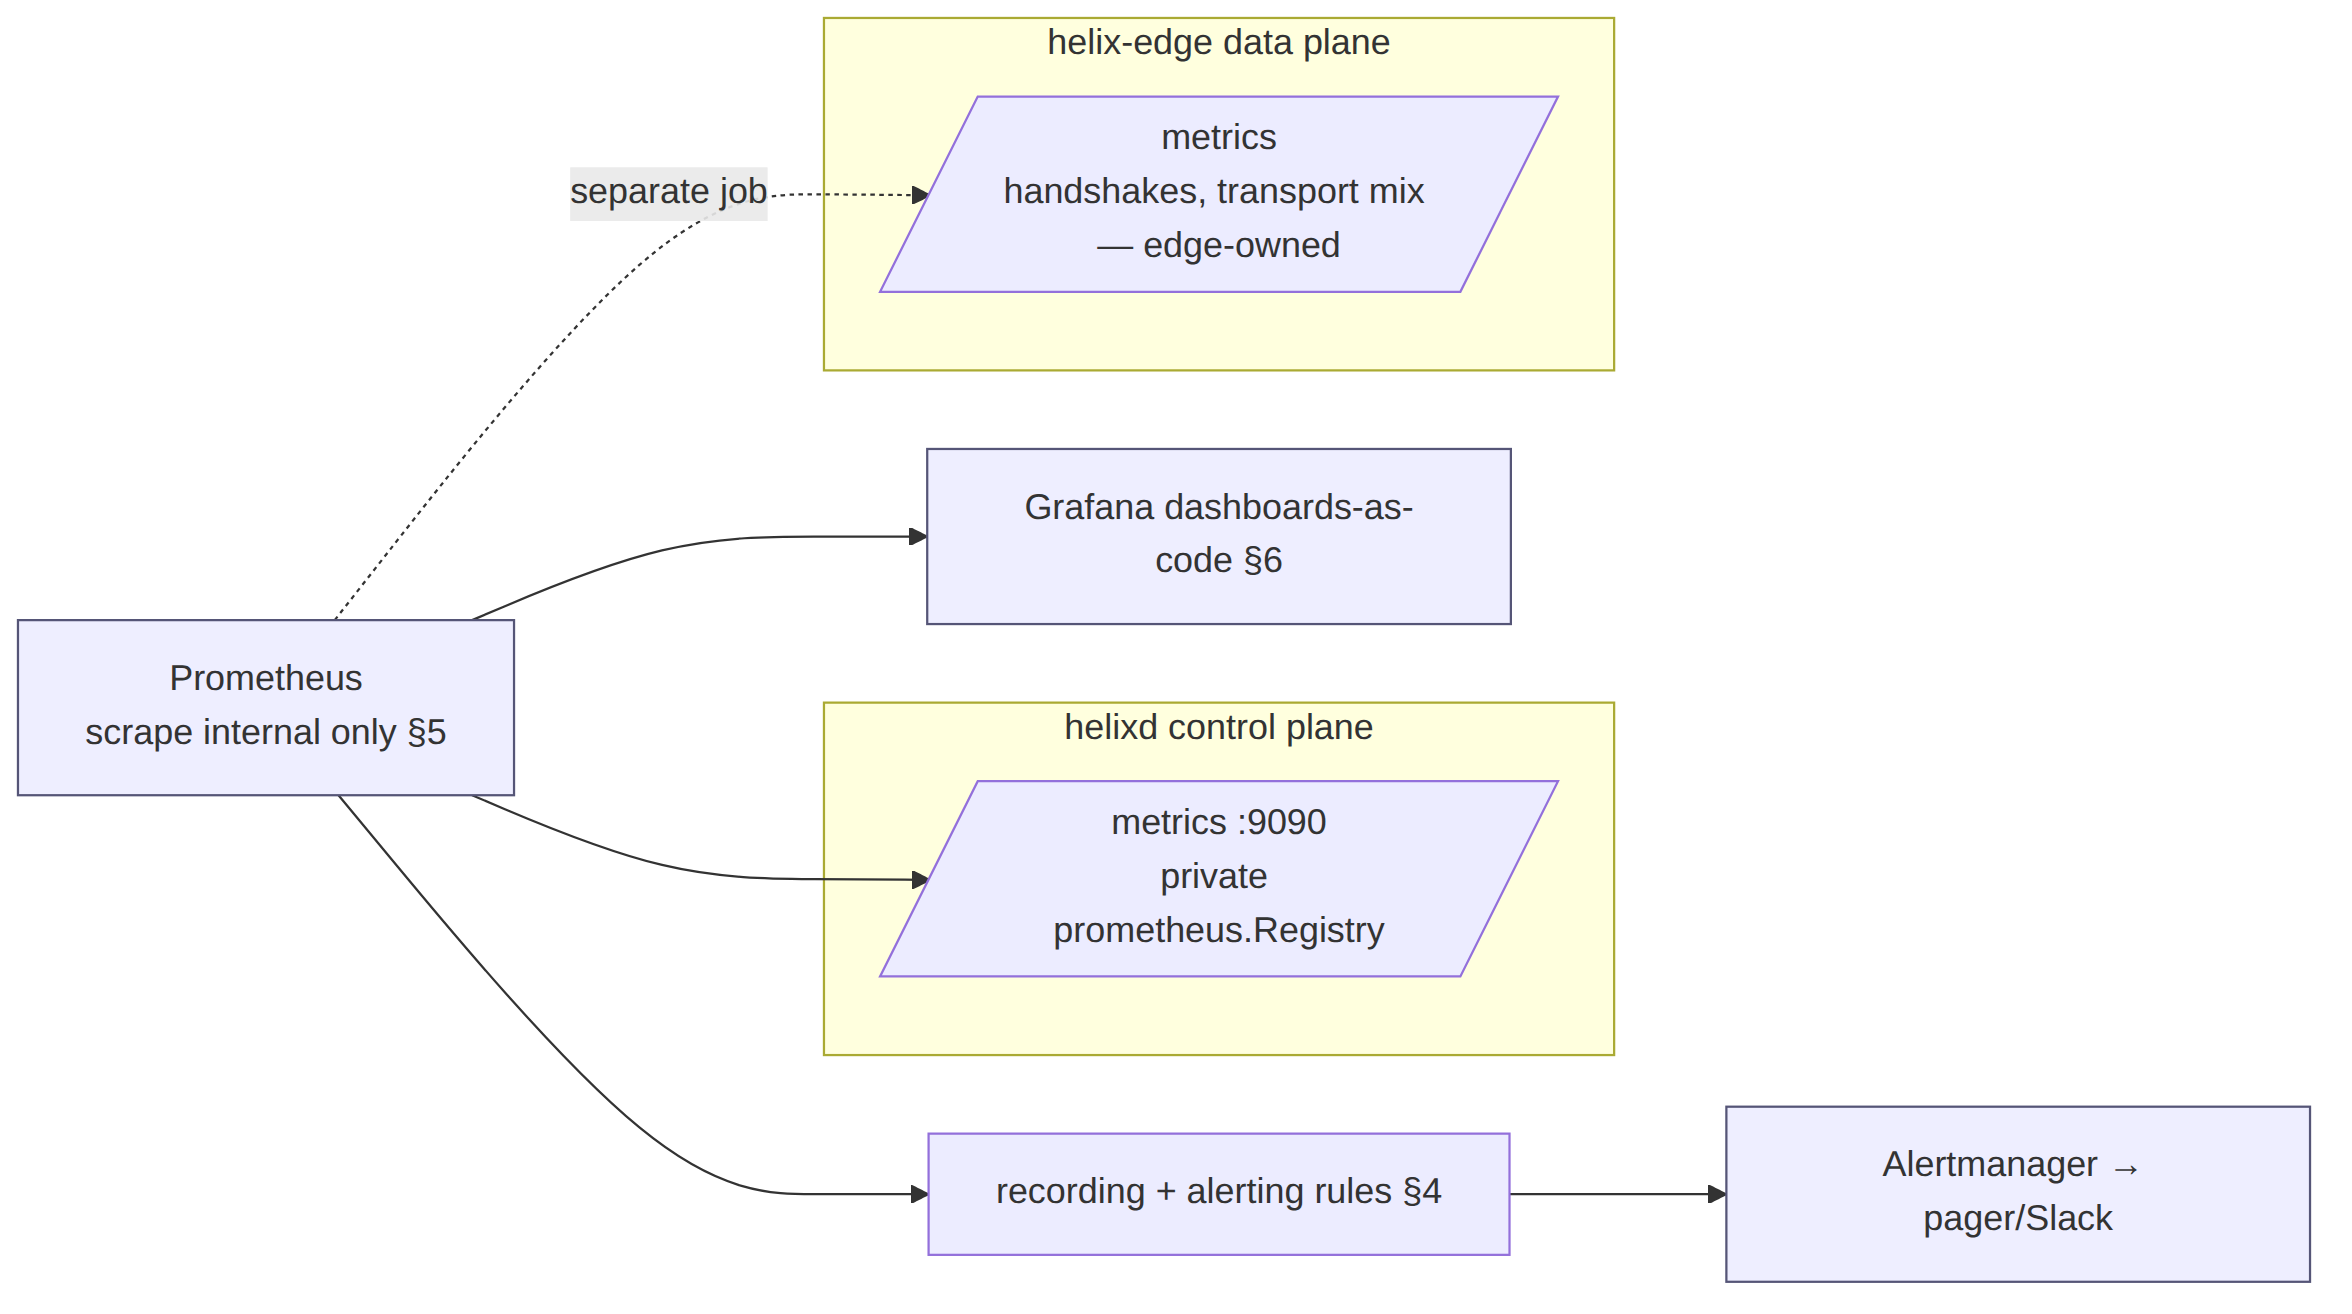 helix-edge data plane
metrics
handshakes, transport mix
— edge-owned
separate job
Grafana dashboards-as-
code §6
Prometheus
scrape internal only §5
helixd control plane
metrics :9090
private
prometheus.Registry
recording + alerting rules §4
Alertmanager →
pager/Slack